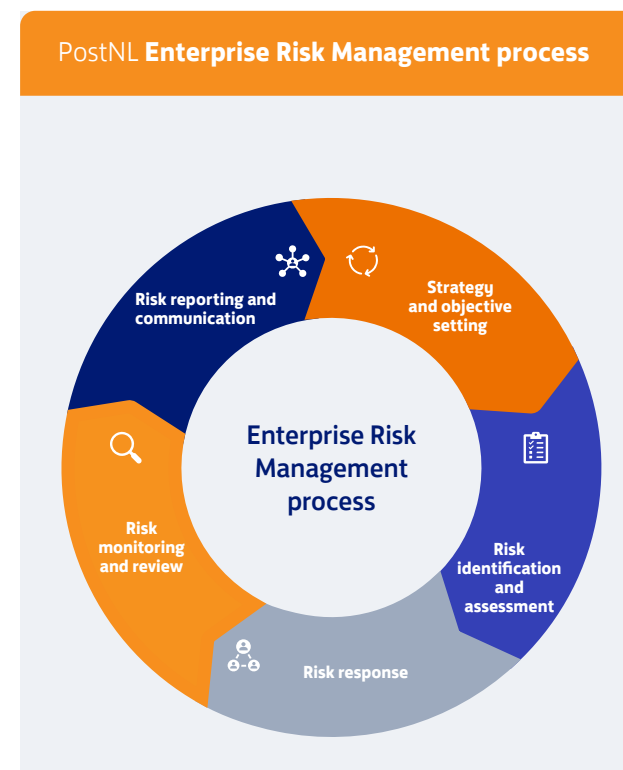 PostNL Enterprise Risk Management process
Strategy
and objective
setting
Risk
identification
and
assessment
Risk response
Risk
monitoring
and review
Risk reporting and
communication
Enterprise Risk
Management
process